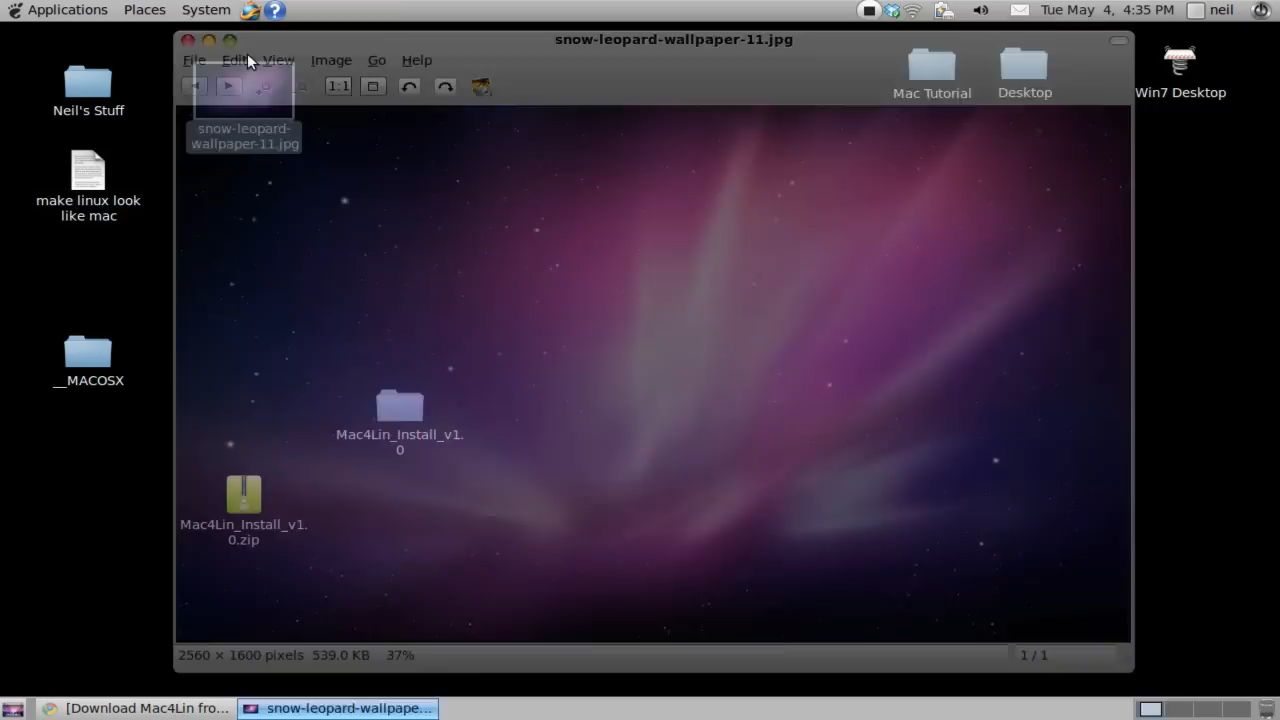 Applications Places System
Tue May 4, 4:35 PM neil
snow-leopard-wallpaper-11.jpg
File Edit View Image Go Help
1:1
Neil's Stuff
make linux look
like mac
__MACOSX
snow-leopard-
wallpaper-11.jpg
Mac Tutorial
Desktop
Win7 Desktop
Mac4Lin_Install_v1.
0
Mac4Lin_Install_v1.
0.zip
2560 × 1600 pixels 539.0 KB 37%
1 / 1
[Download Mac4Lin fro...
snow-leopard-wallpape...